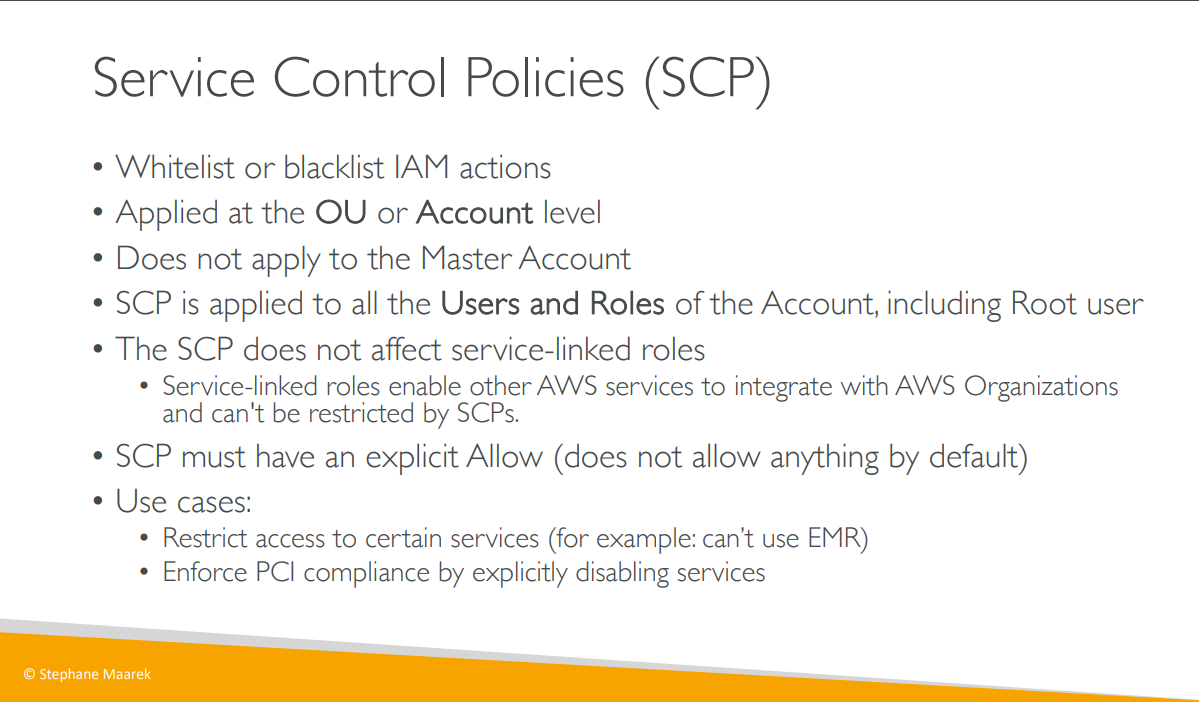 Service Control Policies (SCP)
• Whitelist or blacklist IAM actions
• Applied at the OU or Account level
• Does not apply to the Master Account
• SCP is applied to all the Users and Roles of the Account, including Root user
• The SCP does not affect service-linked roles
• Service-linked roles enable other AWS services to integrate with AWS Organizations
and can't be restricted by SCPs.
• SCP must have an explicit Allow (does not allow anything by default)
• Use cases:
• Restrict access to certain services (for example: can’t use EMR)
• Enforce PCI compliance by explicitly disabling services
© Stephane Maarek